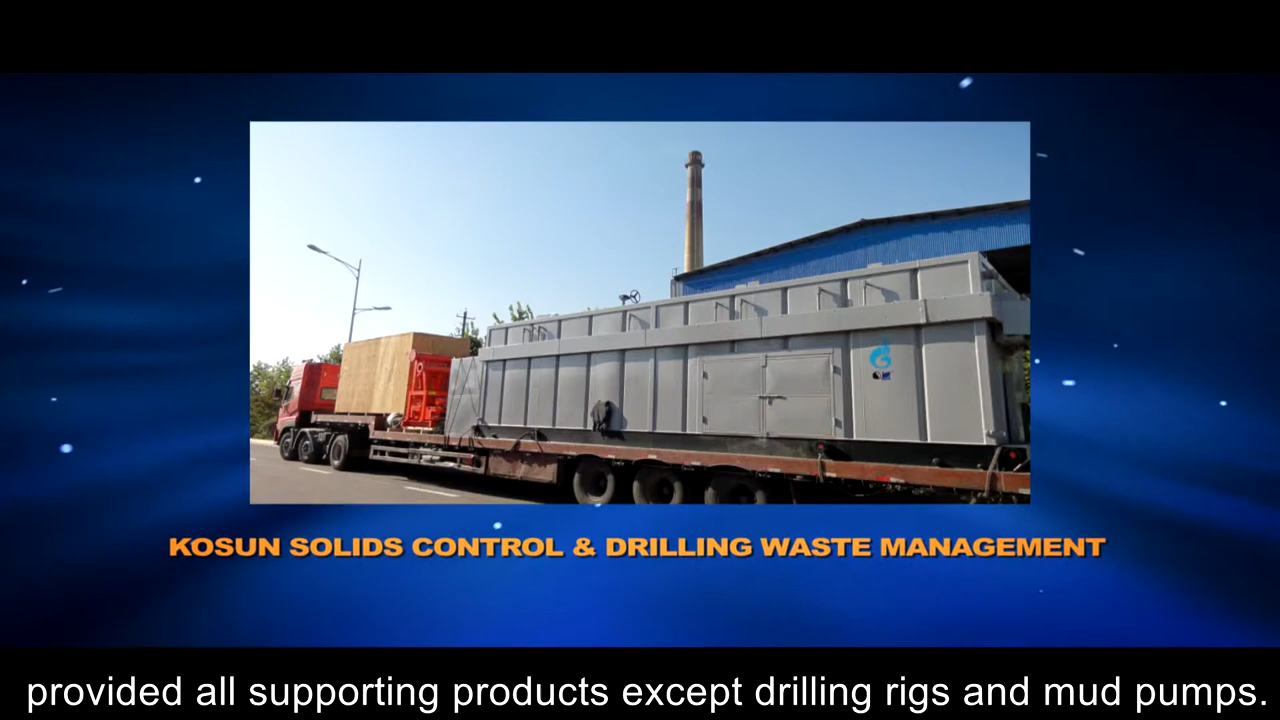 KOSUN SOLIDS CONTROL & DRILLING WASTE MANAGEMENT
provided all supporting products except drilling rigs and mud pumps.